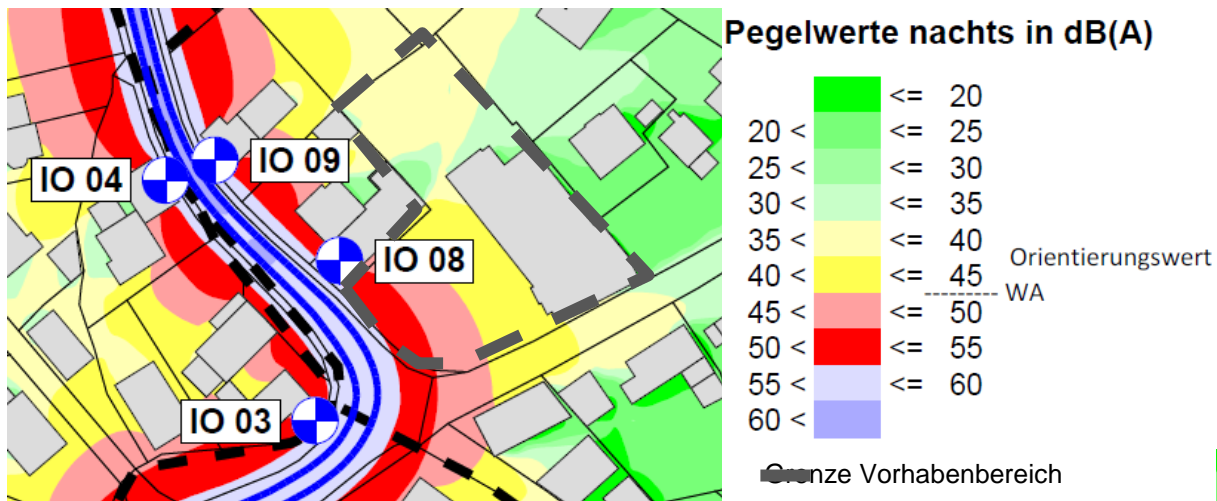 IO 09
IO 04
IO 08
IO 03
Pegelwerte nachts in dB(A)
<= 20
20 < <= 25
25 < <= 30
30 < <= 35
35 < <= 40
40 < <= 45
45 < <= 50
50 < <= 55
55 < <= 60
60 <
Orientierungswert
WA
Grenze Vorhabenbereich